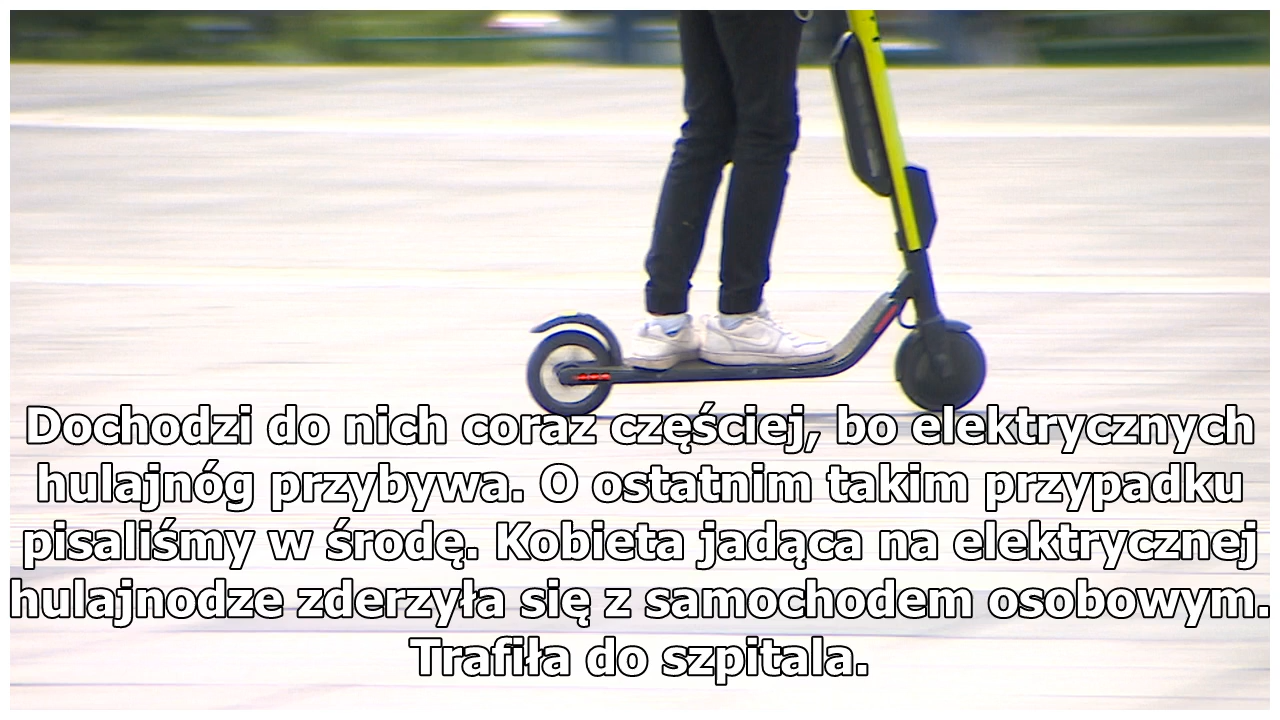 Dochodzi do nich coraz częściej, bo elektrycznych
hulajnóg przybywa. O ostatnim takim przypadku
pisaliśmy w środę. Kobieta jadąca na elektrycznej
hulajnodze zderzyła się z samochodem osobowym.
Trafiła do szpitala.